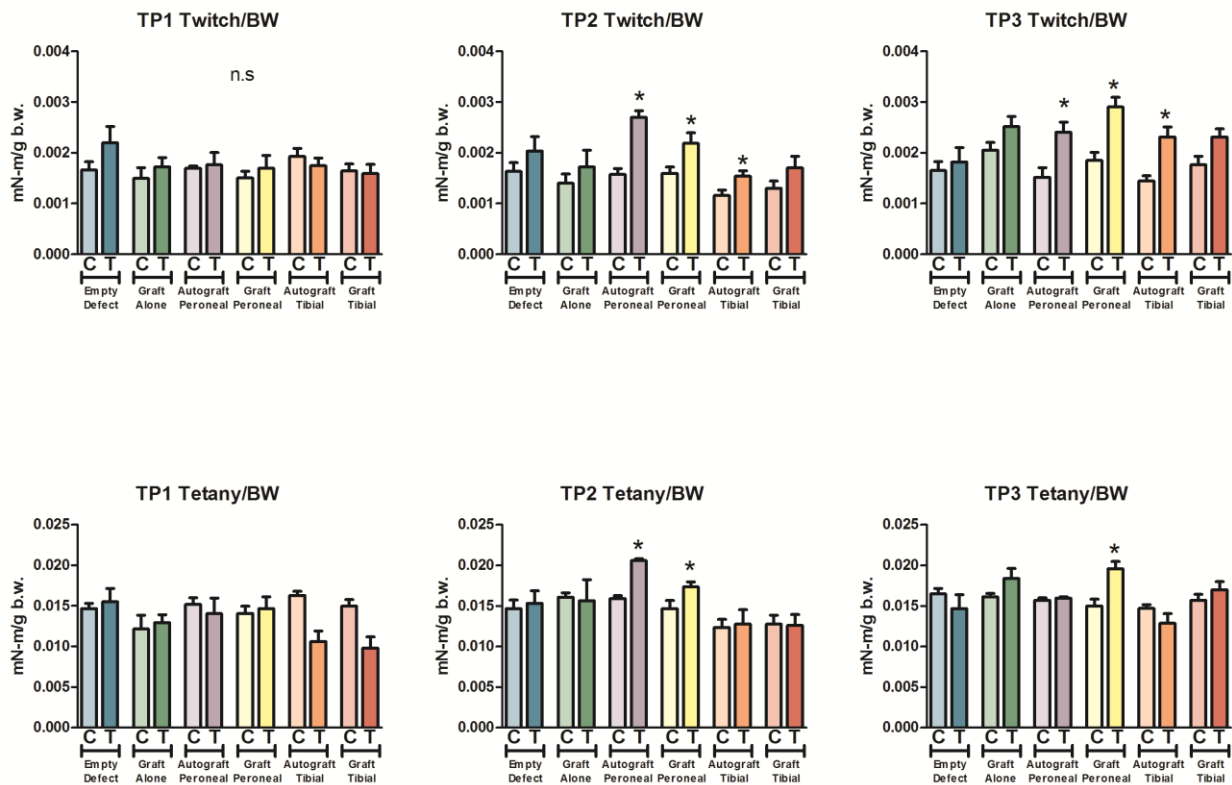 TP1 Twitch/BW
mN-m/g b.w.
0.004
0.003
0.002
0.001
0.000
n.s
C T C T C T C T C T C T
Empty Defect Graft Alone Autograft Peroneal Graft Peroneal Autograft Tibial Graft Tibial
TP2 Twitch/BW
mN-m/g b.w.
0.004
0.003
0.002
0.001
0.000
* * *
C T C T C T C T C T C T
Empty Defect Graft Alone Autograft Peroneal Graft Peroneal Autograft Tibial Graft Tibial
TP3 Twitch/BW
mN-m/g b.w.
0.004
0.003
0.002
0.001
0.000
* * *
C T C T C T C T C T C T
Empty Defect Graft Alone Autograft Peroneal Graft Peroneal Autograft Tibial Graft Tibial
TP1 Tetany/BW
mN-m/g b.w.
0.025
0.020
0.015
0.010
0.005
0.000
C T C T C T C T C T C T
Empty Defect Graft Alone Autograft Peroneal Graft Peroneal Autograft Tibial Graft Tibial
TP2 Tetany/BW
mN-m/g b.w.
0.025
0.020
0.015
0.010
0.005
0.000
* *
C T C T C T C T C T C T
Empty Defect Graft Alone Autograft Peroneal Graft Peroneal Autograft Tibial Graft Tibial
TP3 Tetany/BW
mN-m/g b.w.
0.025
0.020
0.015
0.010
0.005
0.000
*
C T C T C T C T C T C T
Empty Defect Graft Alone Autograft Peroneal Graft Peroneal Autograft Tibial Graft Tibial